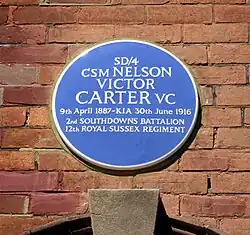 SD/4
CSM NELSON
VICTOR
CARTER VC
9th April 1887-KIA 30th June 1916
2nd SOUTHDOWNS BATTALION
12th ROYAL SUSSEX REGIMENT